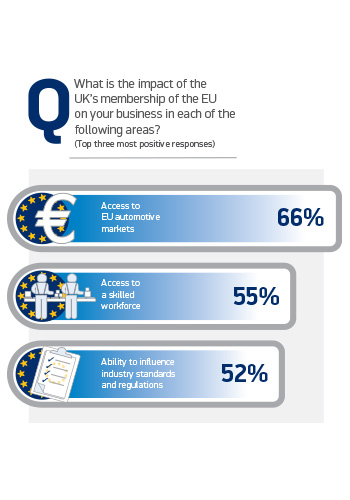 Q
What is the impact of the
UK's membership of the EU
on your business in each of the
following areas?
(Top three most positive responses)
€
Access to
EU automotive
markets
66%
Access to
a skilled
workforce
55%
Ability to influence
industry standards
and regulations
52%